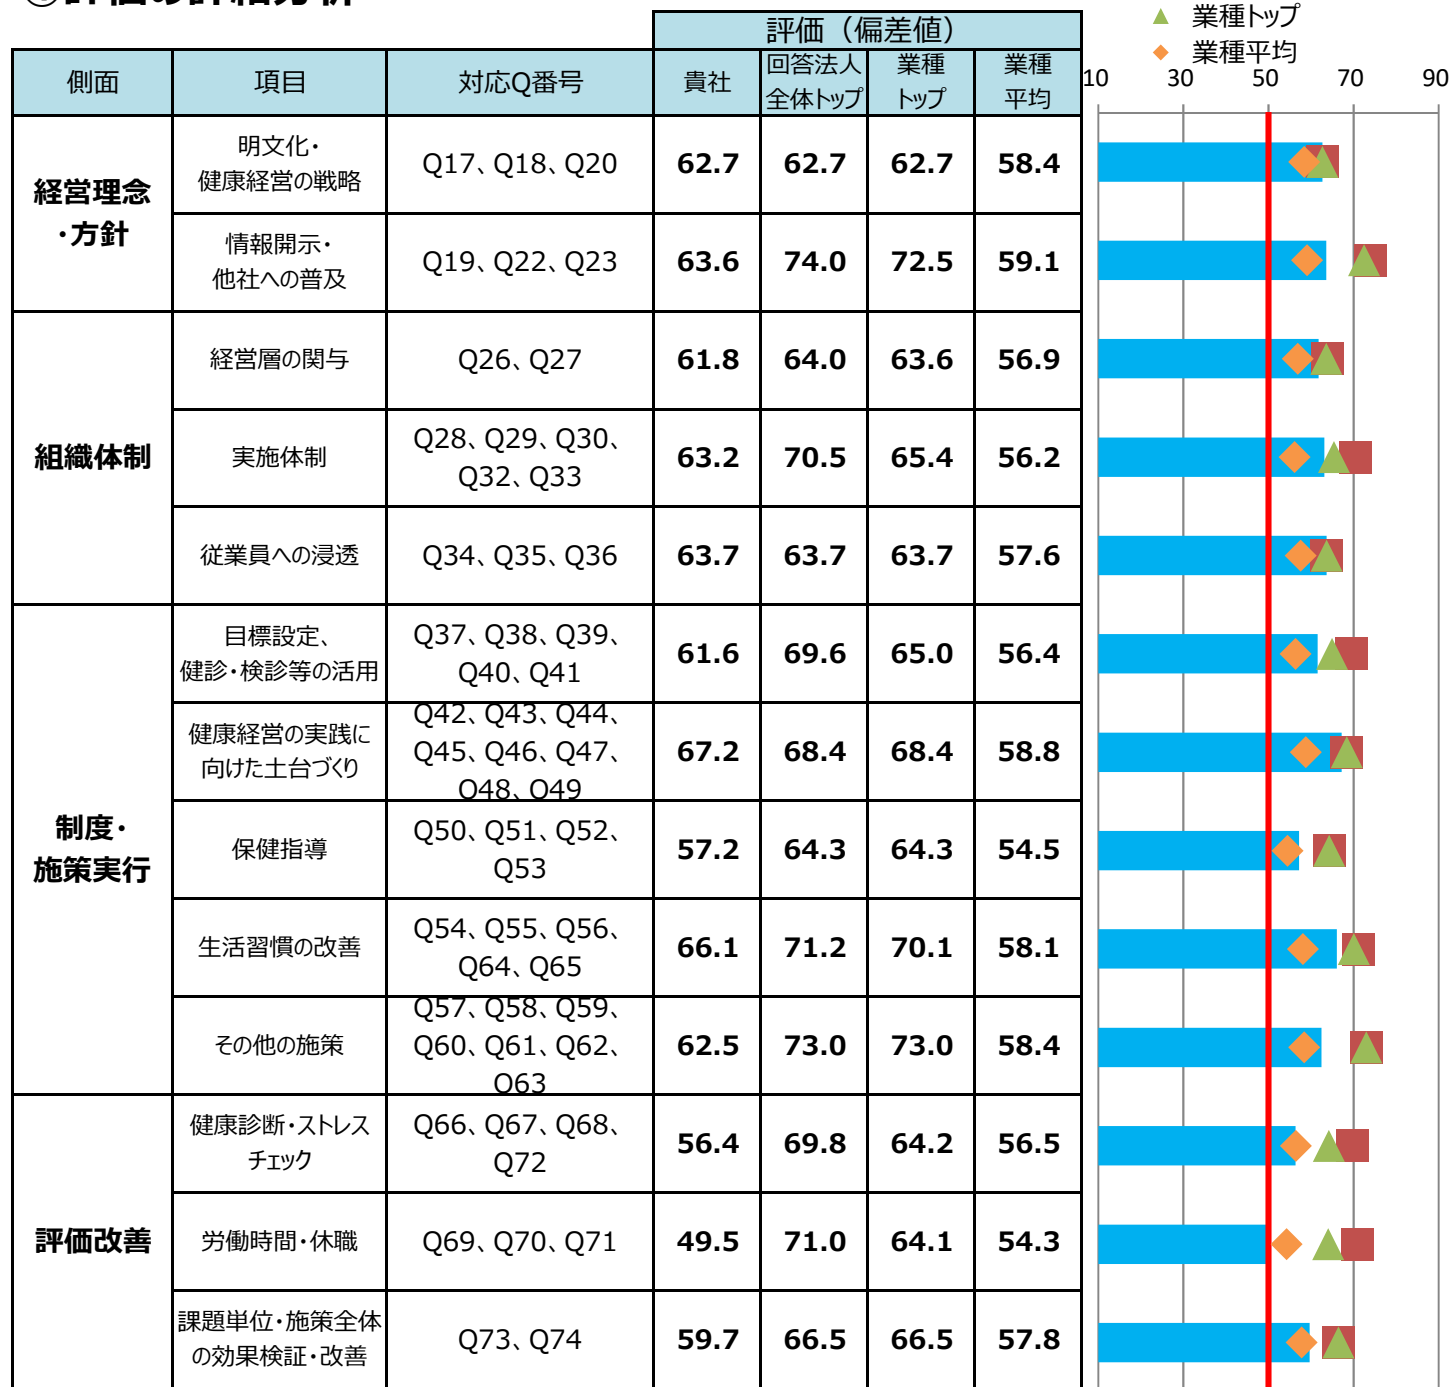 評価（偏差値）
▲ 業種トップ
◆ 業種平均
側面 項目 対応Q番号 貴社 回答法人 業種 業種
全体トップ トップ 平均
10 30 50 70 90
経営理念
・方針
明文化・
健康経営の戦略
Q17、Q18、Q20
62.7 62.7 62.7 58.4
情報開示・
他社への普及
Q19、Q22、Q23
63.6 74.0 72.5 59.1
組織体制
経営層の関与
Q26、Q27
61.8 64.0 63.6 56.9
実施体制
Q28、Q29、Q30、
Q32、Q33
63.2 70.5 65.4 56.2
従業員への浸透
Q34、Q35、Q36
63.7 63.7 63.7 57.6
制度・
施策実行
目標設定、
健診・検診等の活用
Q37、Q38、Q39、
Q40、Q41
61.6 69.6 65.0 56.4
健康経営の実践に
向けた土台づくり
Q42、Q43、Q44、
Q45、Q46、Q47、
Q48、Q49
67.2 68.4 68.4 58.8
保健指導
Q50、Q51、Q52、
Q53
57.2 64.3 64.3 54.5
生活習慣の改善
Q54、Q55、Q56、
Q64、Q65
66.1 71.2 70.1 58.1
その他の施策
Q57、Q58、Q59、
Q60、Q61、Q62、
Q63
62.5 73.0 73.0 58.4
評価改善
健康診断・ストレス
チェック
Q66、Q67、Q68、
Q72
56.4 69.8 64.2 56.5
労働時間・休職
Q69、Q70、Q71
49.5 71.0 64.1 54.3
課題単位・施策全体
の効果検証・改善
Q73、Q74
59.7 66.5 66.5 57.8